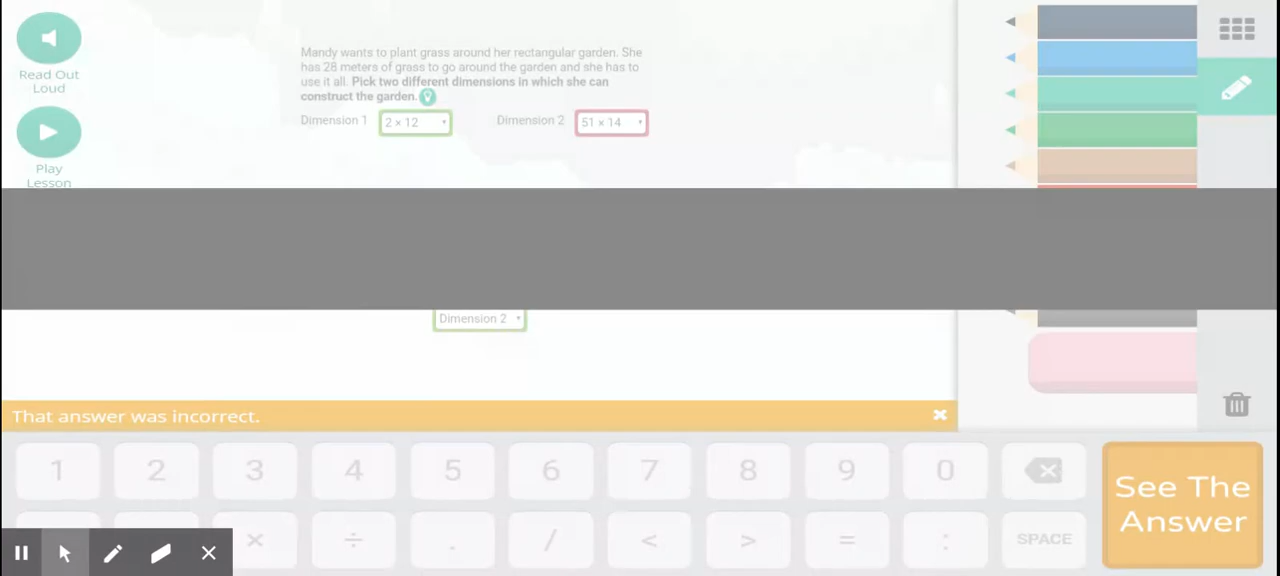 Read Out
Loud
Play
Lesson
Mandy wants to plant grass around her rectangular garden. She
has 28 meters of grass to go around the garden and she has to
use it all. Pick two different dimensions in which she can
construct the garden.
Dimension 1 2 × 12 Dimension 2 51 × 14
Dimension 2
That answer was incorrect.
1 2 3 4 5 6 7 8 9 0
× ÷ . / < > = : SPACE
See The
Answer